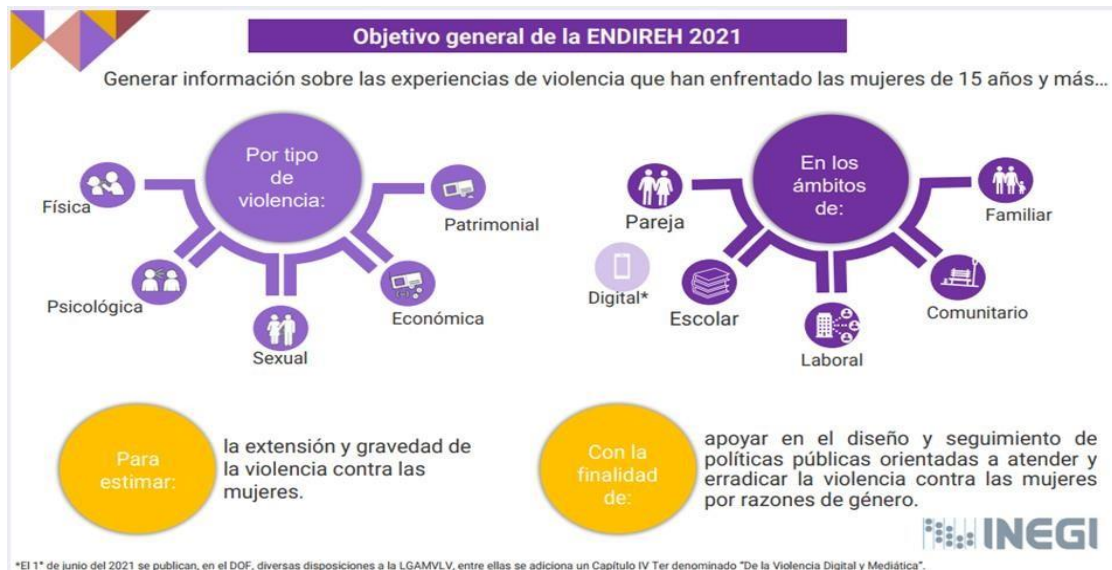 Objetivo general de la ENDIREH 2021
Generar información sobre las experiencias de violencia que han enfrentado las mujeres de 15 años y más…
Por tipo
de
violencia:
Física
Psicológica
Sexual
Económica
Patrimonial
En los
ámbitos
de:
Pareja
Digital*
Escolar
Laboral
Comunitario
Familiar
Para
estimar:
la extensión y gravedad de
la violencia contra las
mujeres.
Con la
finalidad
de:
apoyar en el diseño y seguimiento de
políticas públicas orientadas a atender y
erradicar la violencia contra las mujeres
por razones de género.
INEGI
*El 1° de junio del 2021 se publican, en el DOF, diversas disposiciones a la LGAMVLV, entre ellas se adiciona un Capítulo IV Ter denominado "De la Violencia Digital y Mediática".